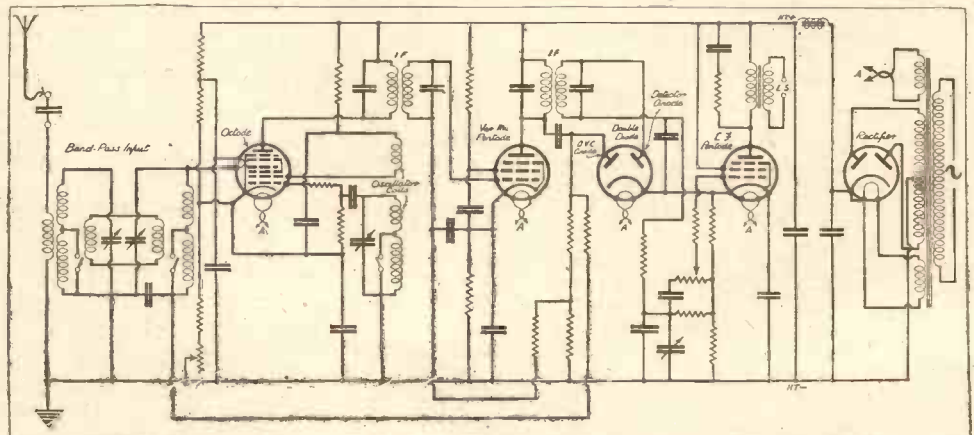 HT+
IF
IF
Octode
Var Mu
Pentode
Detector
Anode
Double
Diode
AVC
Anode
L.S.
Pentode
A
Rectifier
Band-Pass Input
Oscillator
Coils
A
A
A
A
HT-